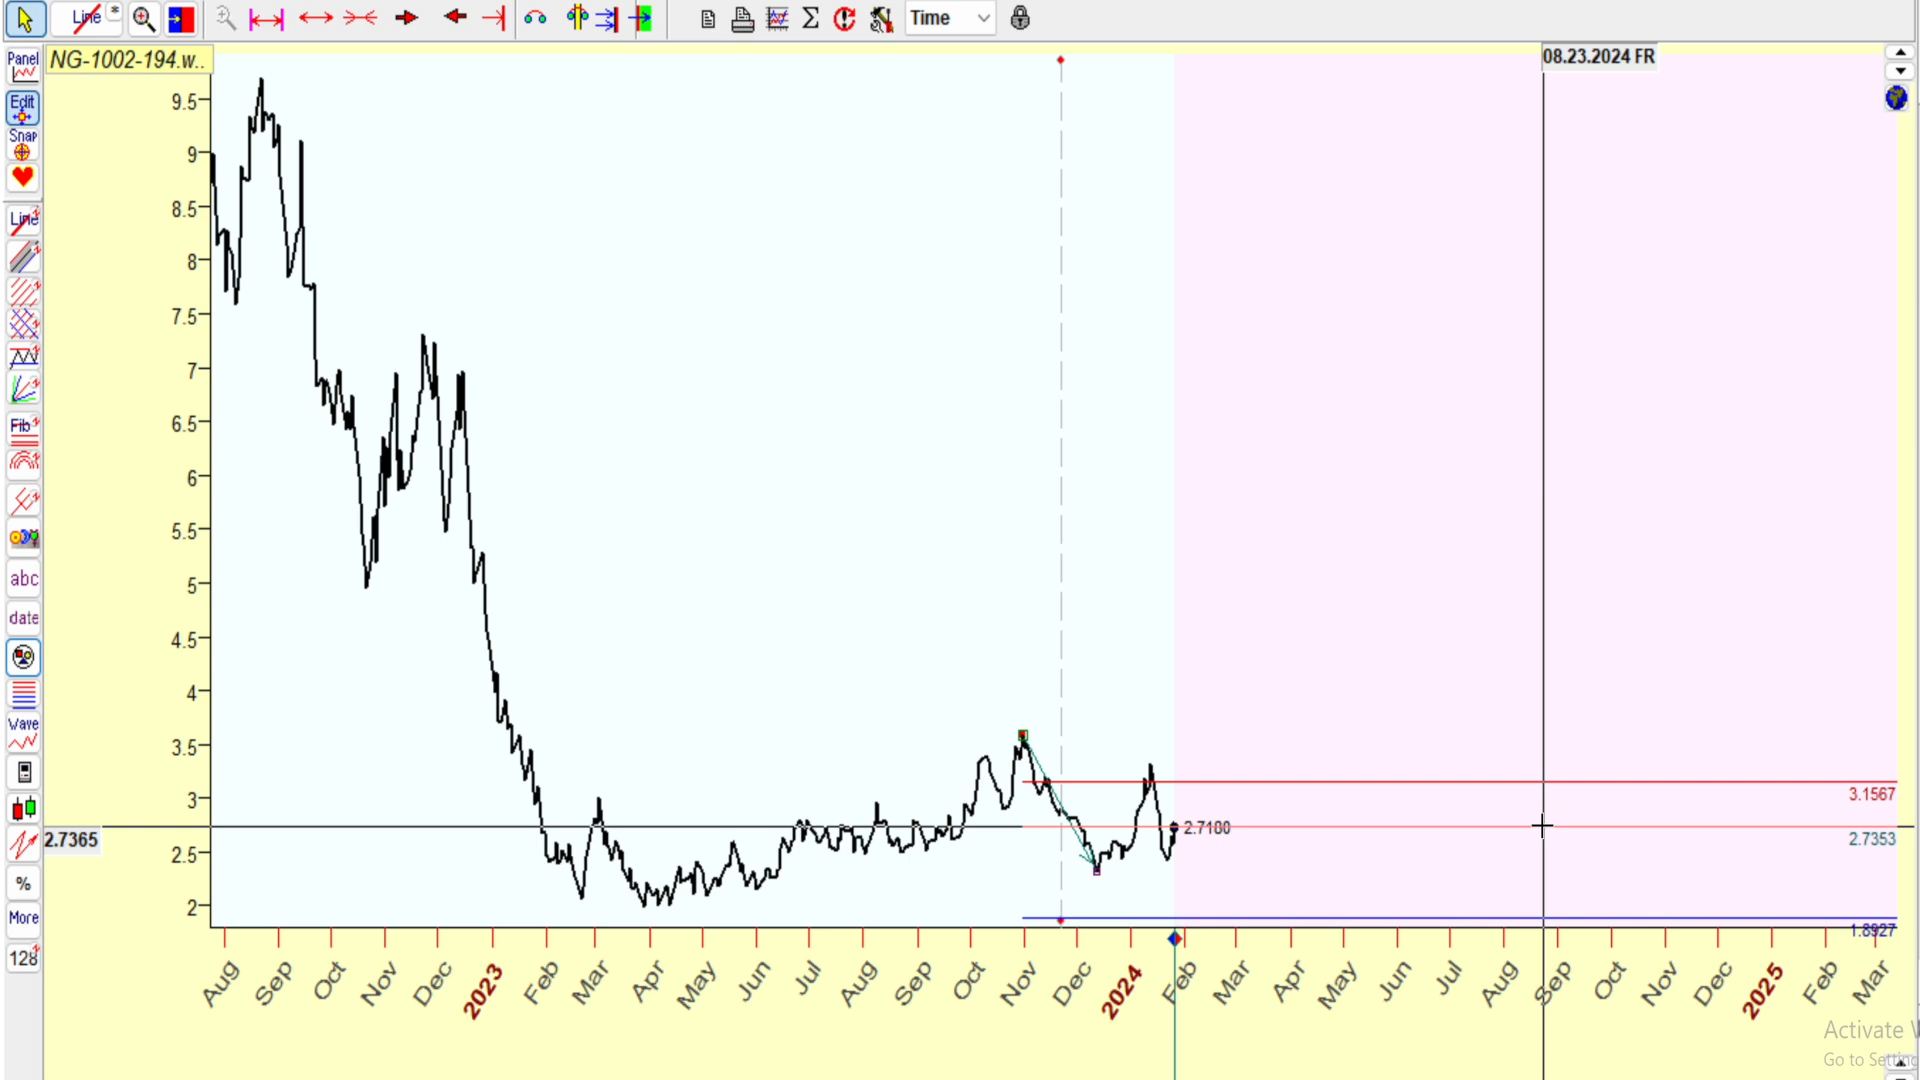 Line *
Time
Panel
NG-1002-194.w..
08.23.2024 FR
Edit
Snap
Line
Fib
abc
date
Wave
%
More
128
9.5
9
8.5
8
7.5
7
6.5
6
5.5
5
4.5
4
3.5
3
2.5
2
2.7365
2.7180
3.1567
2.7353
1.8927
Aug Sep Oct Nov Dec 2023 Feb Mar Apr May Jun Jul Aug Sep Oct Nov Dec 2024 Feb Mar Apr May Jun Jul Aug Sep Oct Nov Dec 2025 Feb Mar
Activate
Go to Setting